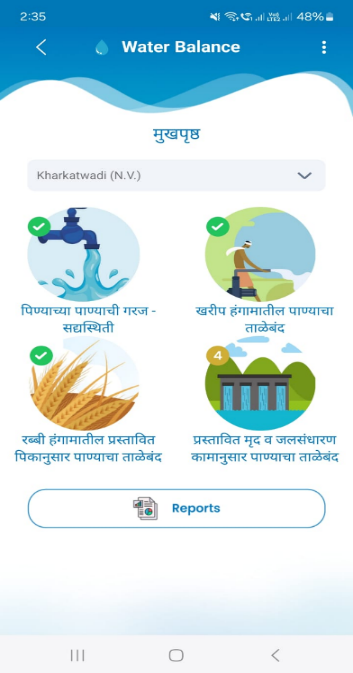 2:35
48%
Water Balance
मुखपृष्ठ
Kharkatwadi (N.V.)
पिण्याच्या पाण्याची गरज -
सद्यस्थिती
खरीप हंगामातील पाण्याचा
ताळेबंद
4
रब्बी हंगामातील प्रस्तावित
पिकानुसार पाण्याचा ताळेबंद
प्रस्तावित मृद व जलसंधारण
कामानुसार पाण्याचा ताळेबंद
Reports